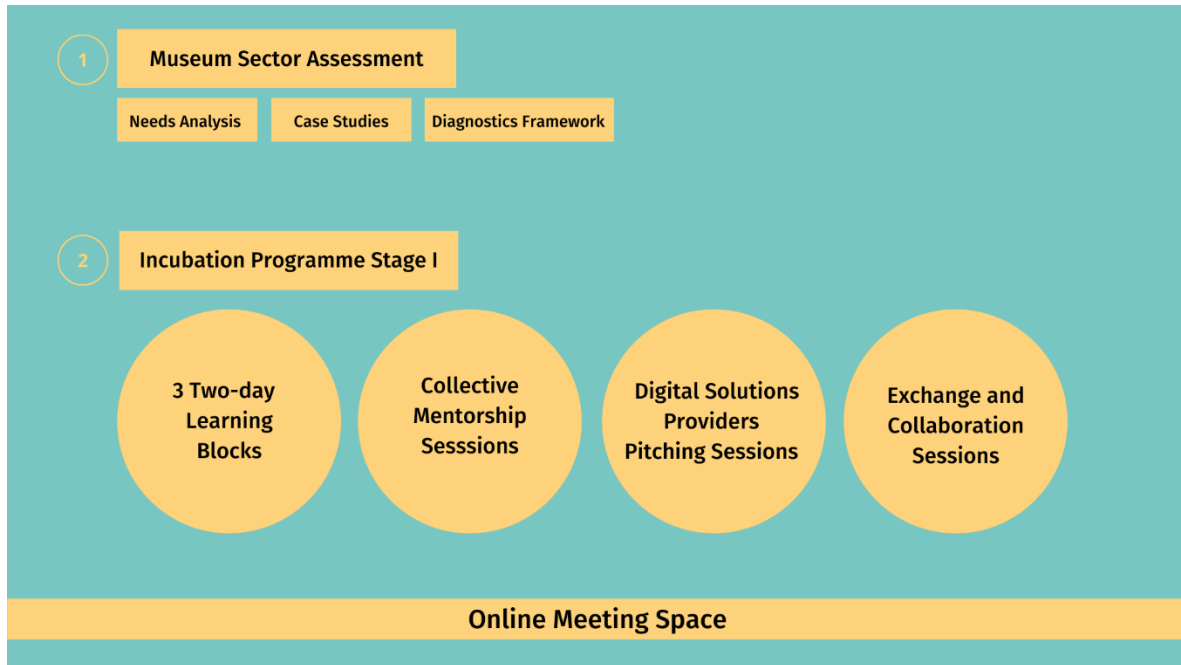 1
Museum Sector Assessment
Needs Analysis
Case Studies
Diagnostics Framework
2
Incubation Programme Stage I
3 Two-day
Learning
Blocks
Collective
Mentorship
Sesssions
Digital Solutions
Providers
Pitching Sessions
Exchange and
Collaboration
Sessions
Online Meeting Space